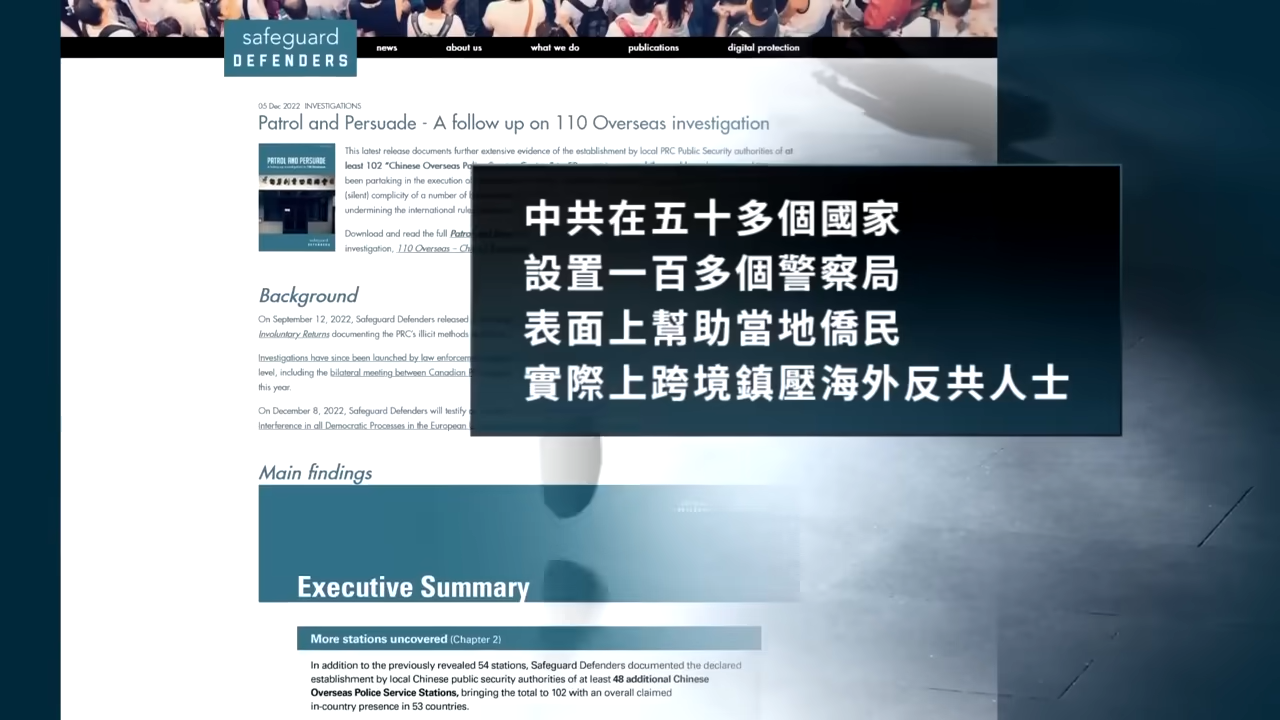 safeguard
DEFENDERS
news about us what we do publications digital protection
05 Dec 2022 INVESTIGATIONS
Patrol and Persuade - A follow up on 110 Overseas investigation
PATROL AND PERSUADE
This latest release documents further extensive evidence of the establishment by local PRC Public Security authorities of at
least 102 "Chinese Overseas
been partaking in the execution
(silent) complicity of a number of
undermining the international
Download and read the full
investigation, 110 Overseas –
中共在五十多個國家
設置一百多個警察局
表面上幫助當地僑民
實際上跨境鎮壓海外反共人士
Background
On September 12, 2022, Safeguard Defenders released
Involuntary Returns documenting the PRC's illicit methods
Investigations have since been launched by law
level, including the bilateral meeting between Canadian
this year.
On December 8, 2022, Safeguard Defenders will testify
Interference in all Democratic Processes in the European
Main findings
Executive Summary
More stations uncovered (Chapter 2)
In addition to the previously revealed 54 stations, Safeguard Defenders documented the declared
establishment by local Chinese public security authorities of at least 48 additional Chinese
Overseas Police Service Stations, bringing the total to 102 with an overall claimed
in-country presence in 53 countries.